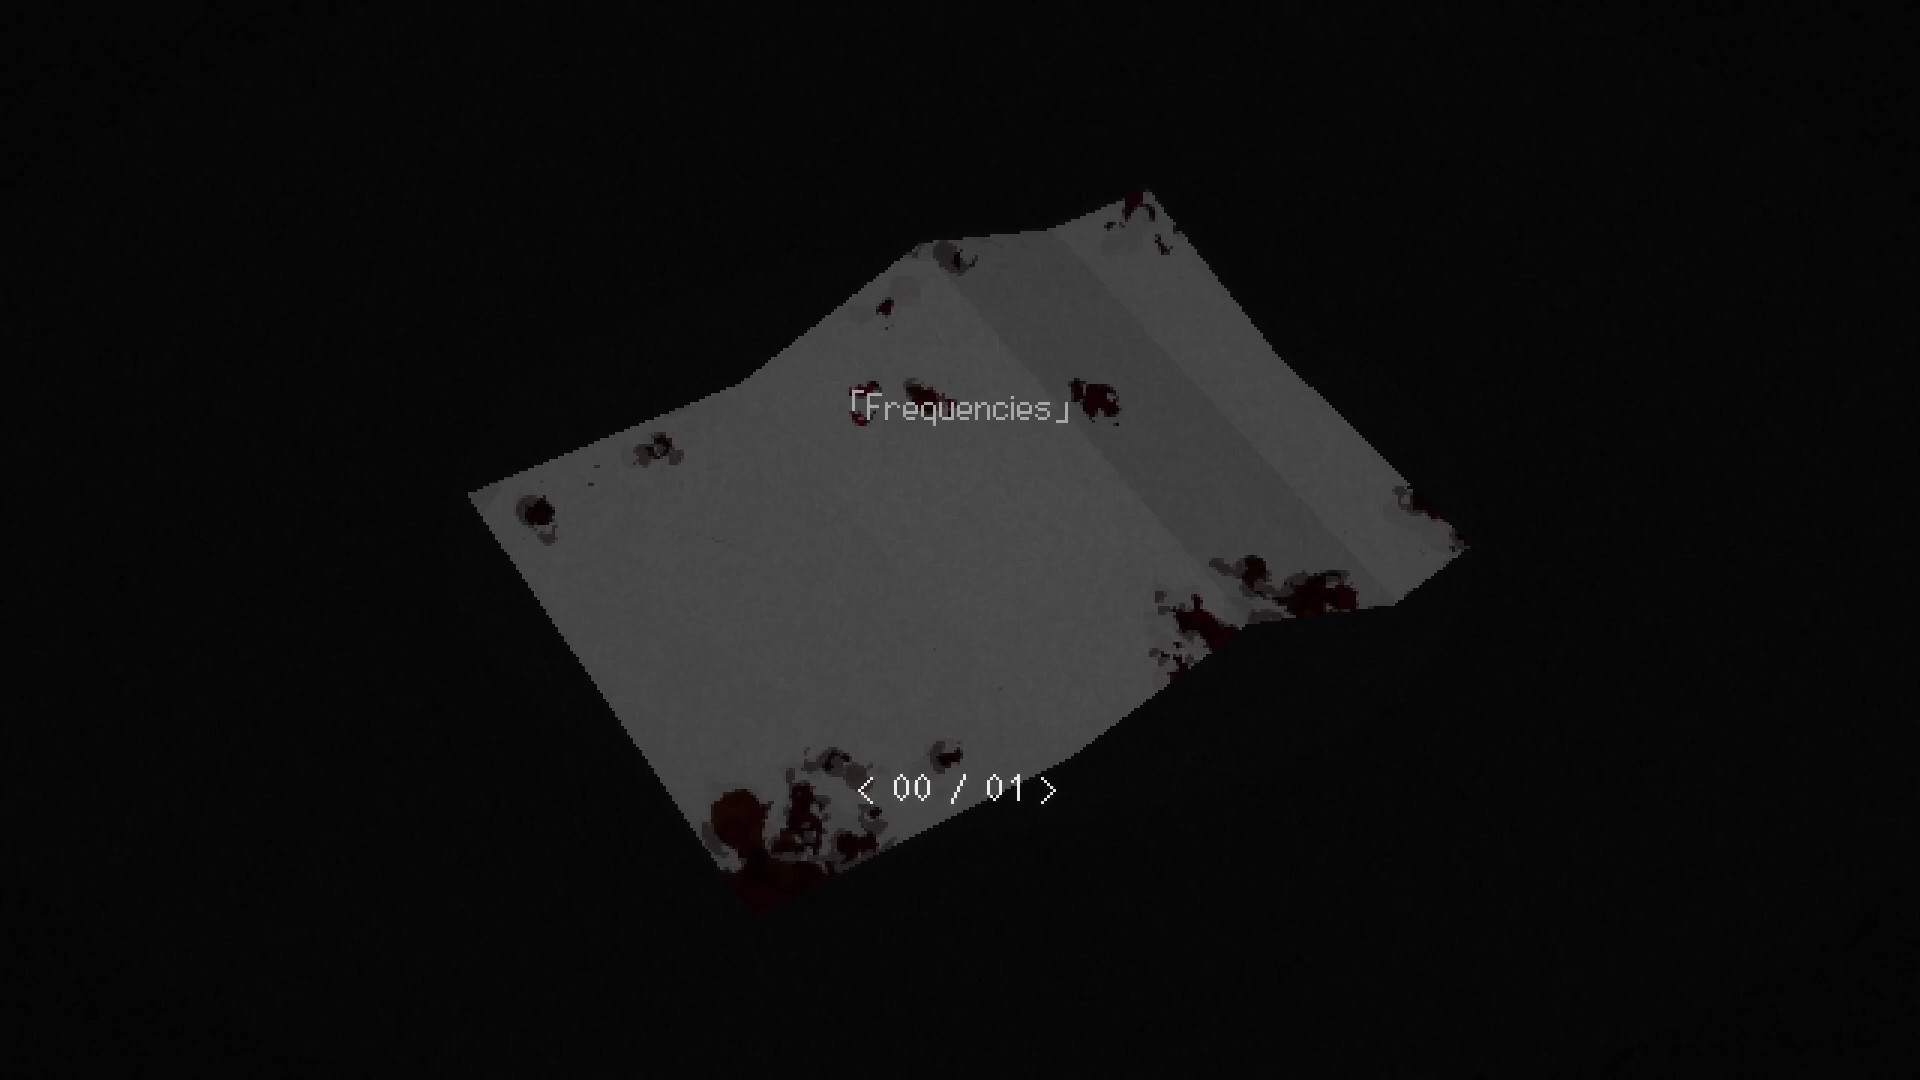 「Frequencies」
< 00 / 01 >